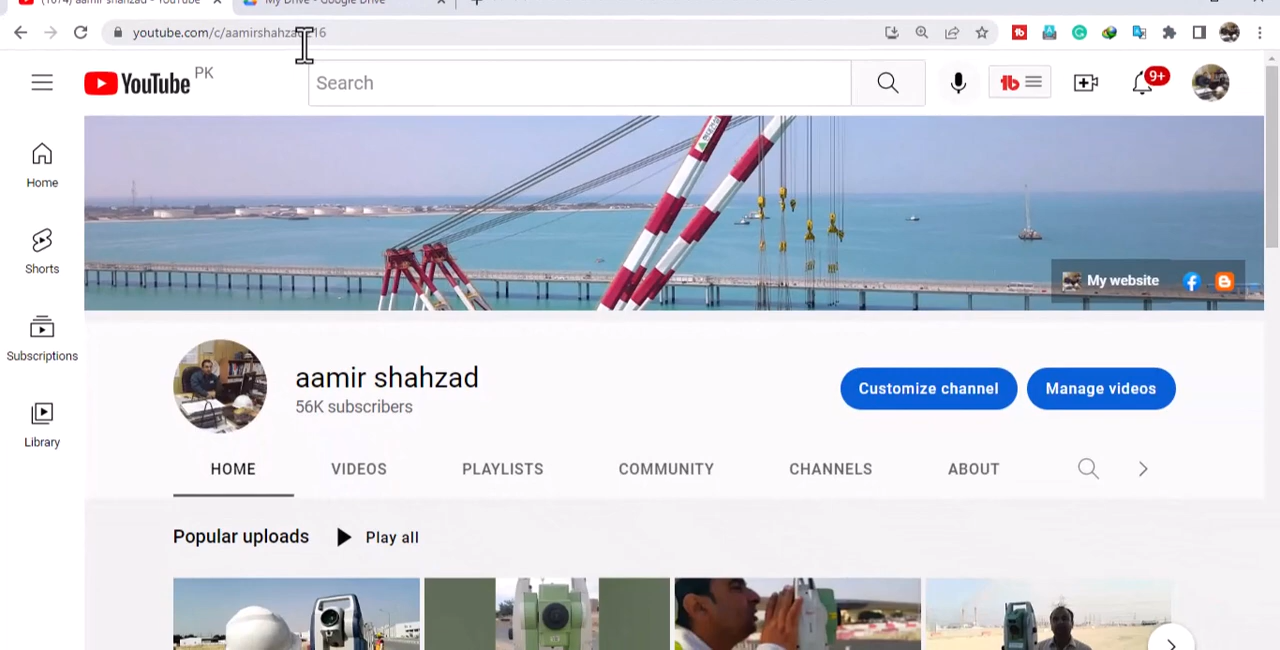 youtube.com/c/aamirshahzad
YouTube PK
Search
9+
Home
Shorts
Subscriptions
Library
My website
aamir shahzad
56K subscribers
Customize channel
Manage videos
HOME
VIDEOS
PLAYLISTS
COMMUNITY
CHANNELS
ABOUT
Popular uploads
Play all